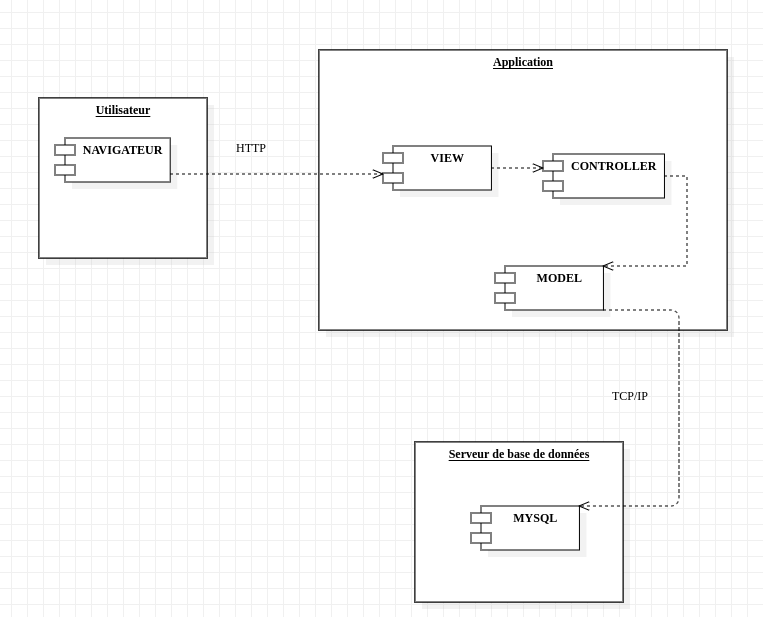 Application
Utilisateur
NAVIGATEUR
HTTP
VIEW
CONTROLLER
MODEL
TCP/IP
Serveur de base de données
MYSQL